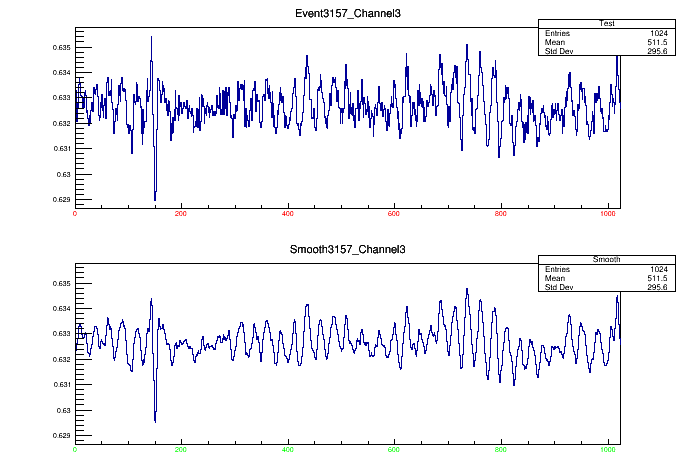 Event3157_Channel3
Test
Entries 1024
Mean 511.5
Std Dev 295.6
0.635
0.634
0.633
0.632
0.631
0.63
0.629
0 200 400 600 800 1000
Smooth3157_Channel3
Smooth
Entries 1024
Mean 511.5
Std Dev 295.6
0.635
0.634
0.633
0.632
0.631
0.63
0.629
0 200 400 600 800 1000